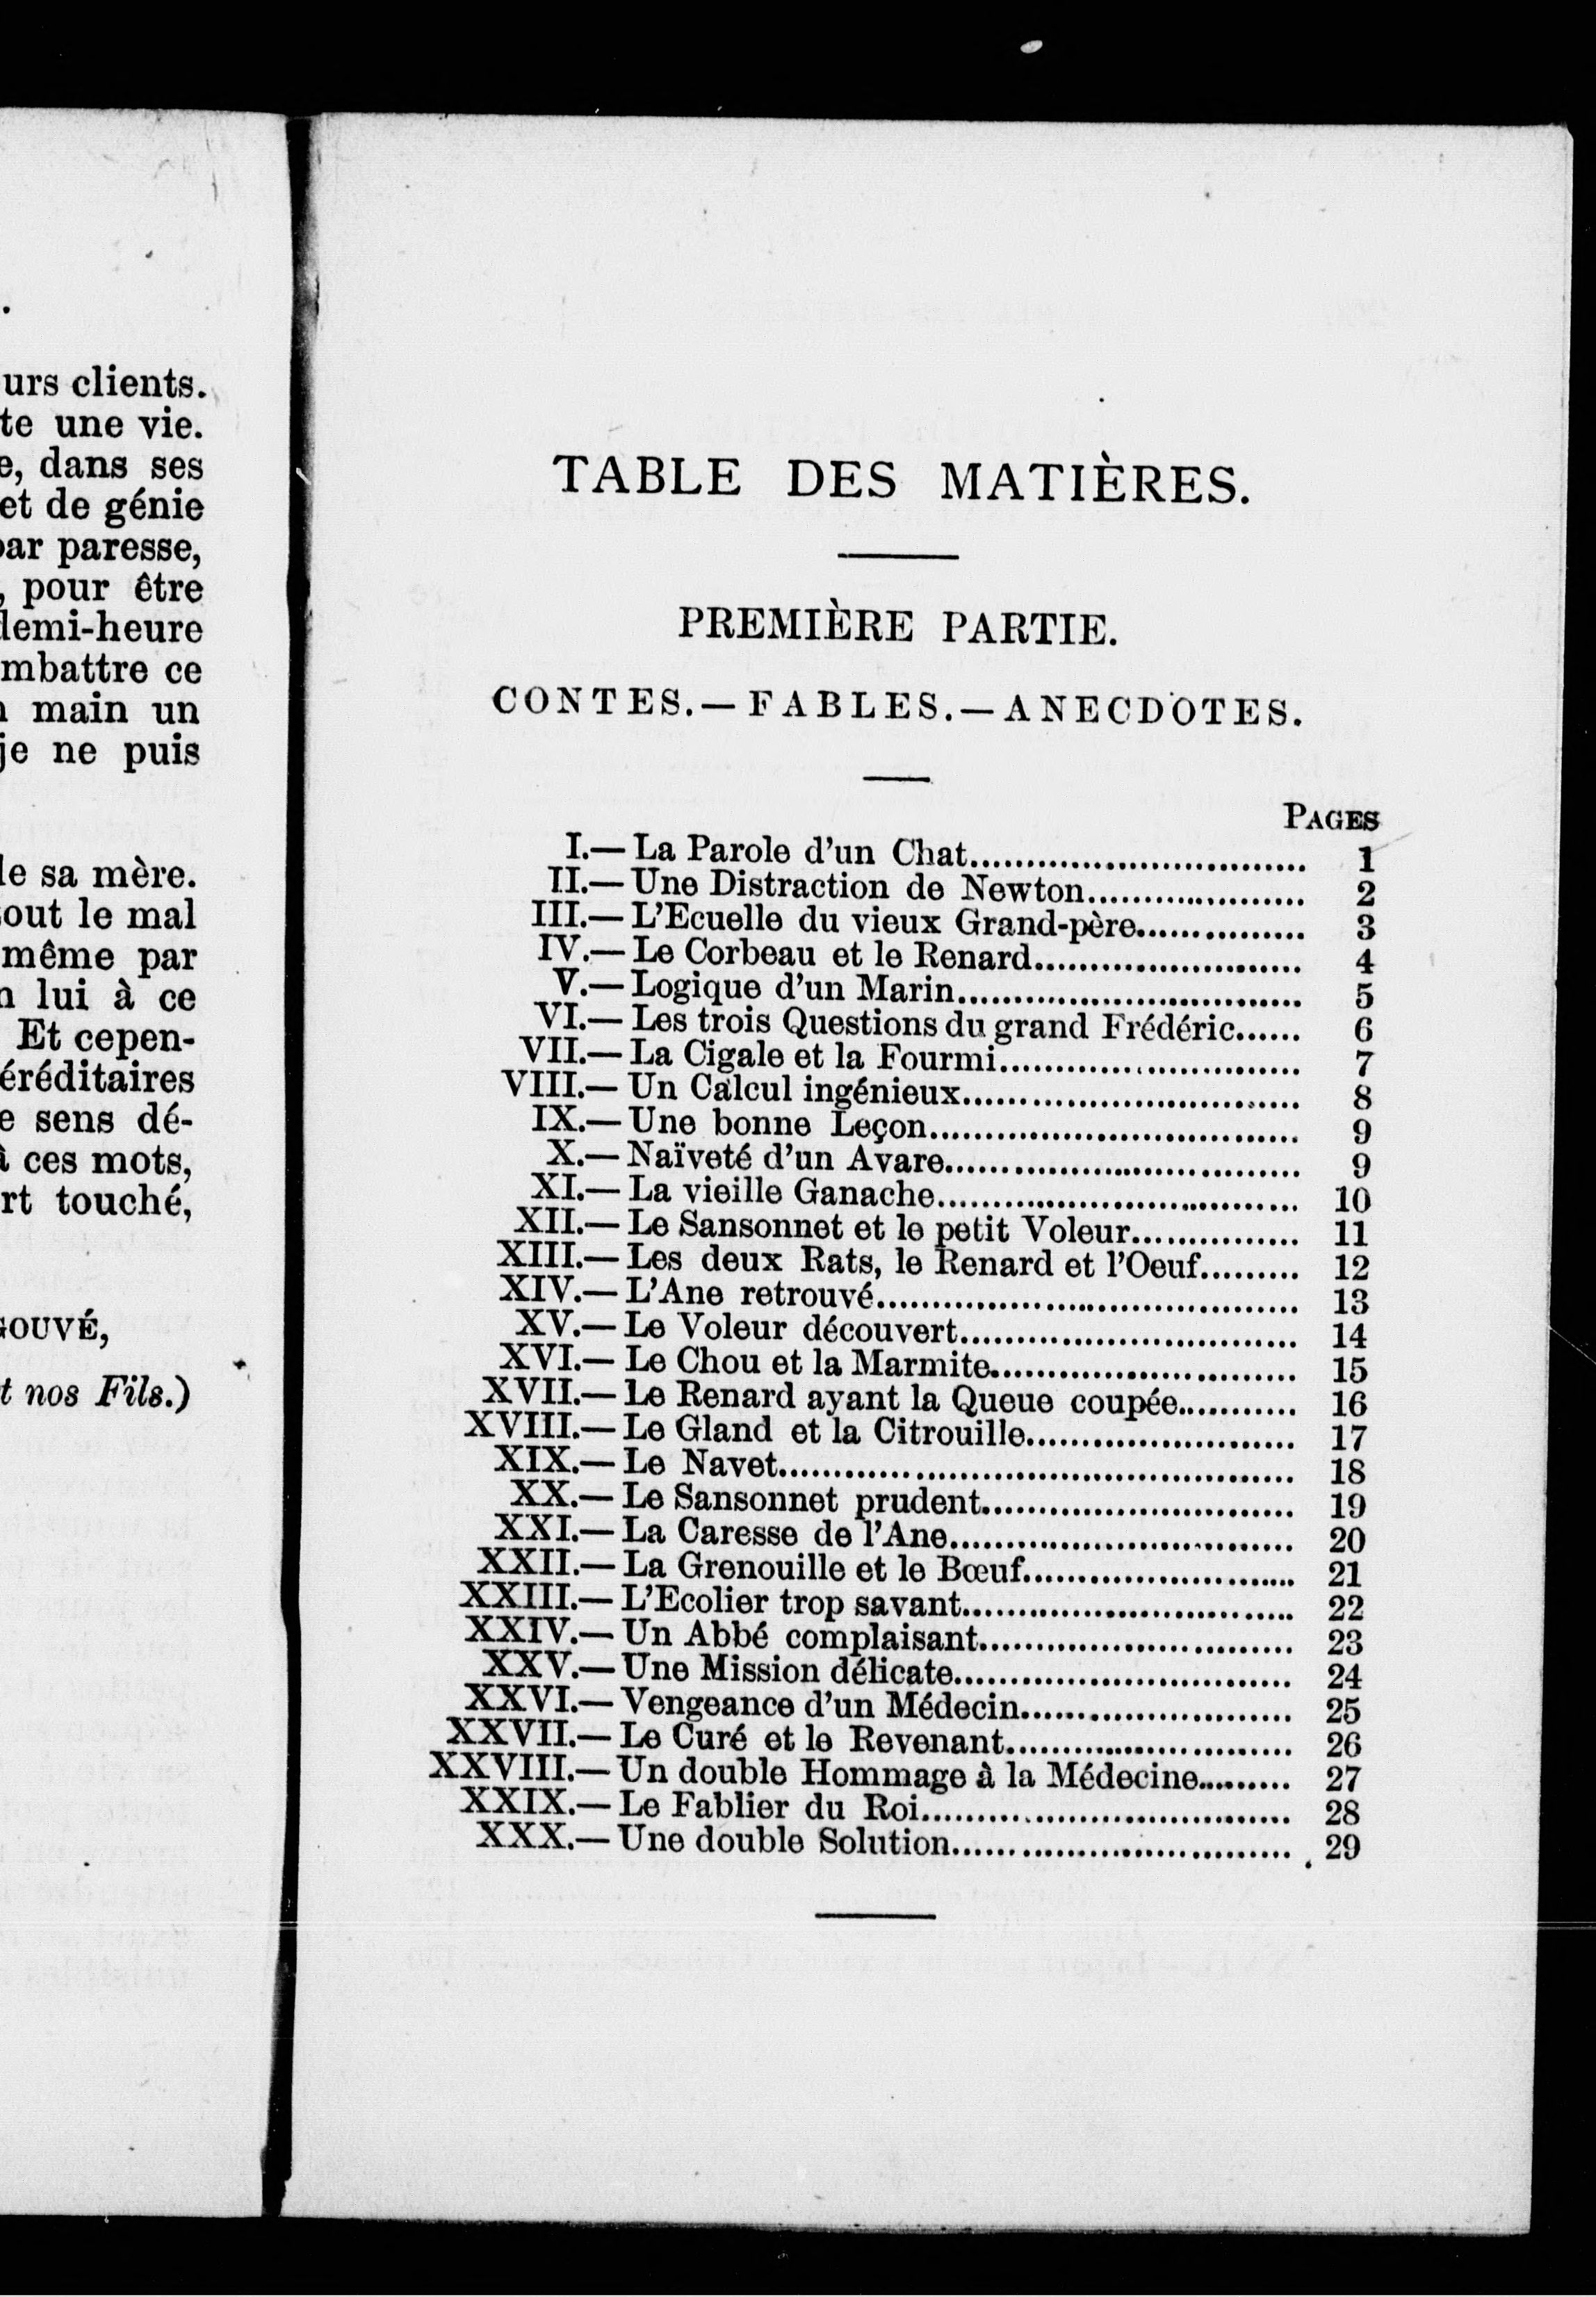 .
urs clients.
te une vie.
e, dans ses
et de génie
par paresse,
, pour être
demi-heure
mbattre ce
main un
je ne puis
de sa mère.
tout le mal
même par
lui à ce
Et cepen-
éréditaires
e sens dé-
à ces mots,
rt touché,
GOUVÉ,
t nos Fils.)
TABLE DES MATIÈRES.
PREMIÈRE PARTIE.
CONTES.—FABLES.—ANECDOTES.
PAGES
I.— La Parole d'un Chat.............................. 1
II.— Une Distraction de Newton.................... 2
III.— L'Ecuelle du vieux Grand-père............... 3
IV.— Le Corbeau et le Renard........................ 4
V.— Logique d'un Marin............................... 5
VI.— Les trois Questions du grand Frédéric...... 6
VII.— La Cigale et la Fourmi........................... 7
VIII.— Un Calcul ingénieux.............................. 8
IX.— Une bonne Leçon................................. 9
X.— Naïveté d'un Avare................................ 9
XI.— La vieille Ganache................................ 10
XII.— Le Sansonnet et le petit Voleur............... 11
XIII.— Les deux Rats, le Renard et l'Oeuf......... 12
XIV.— L'Ane retrouvé...................................... 13
XV.— Le Voleur découvert.............................. 14
XVI.— Le Chou et la Marmite........................... 15
XVII.— Le Renard ayant la Queue coupée........... 16
XVIII.— Le Gland et la Citrouille........................ 17
XIX.— Le Navet.............................................. 18
XX.— Le Sansonnet prudent............................ 19
XXI.— La Caresse de l'Ane............................... 20
XXII.— La Grenouille et le Bœuf........................ 21
XXIII.— L'Ecolier trop savant.............................. 22
XXIV.— Un Abbé complaisant............................ 23
XXV.— Une Mission délicate.............................. 24
XXVI.— Vengeance d'un Médecin........................ 25
XXVII.— Le Curé et le Revenant.......................... 26
XXVIII.— Un double Hommage à la Médecine......... 27
XXIX.— Le Fablier du Roi.................................. 28
XXX.— Une double Solution.............................. 29